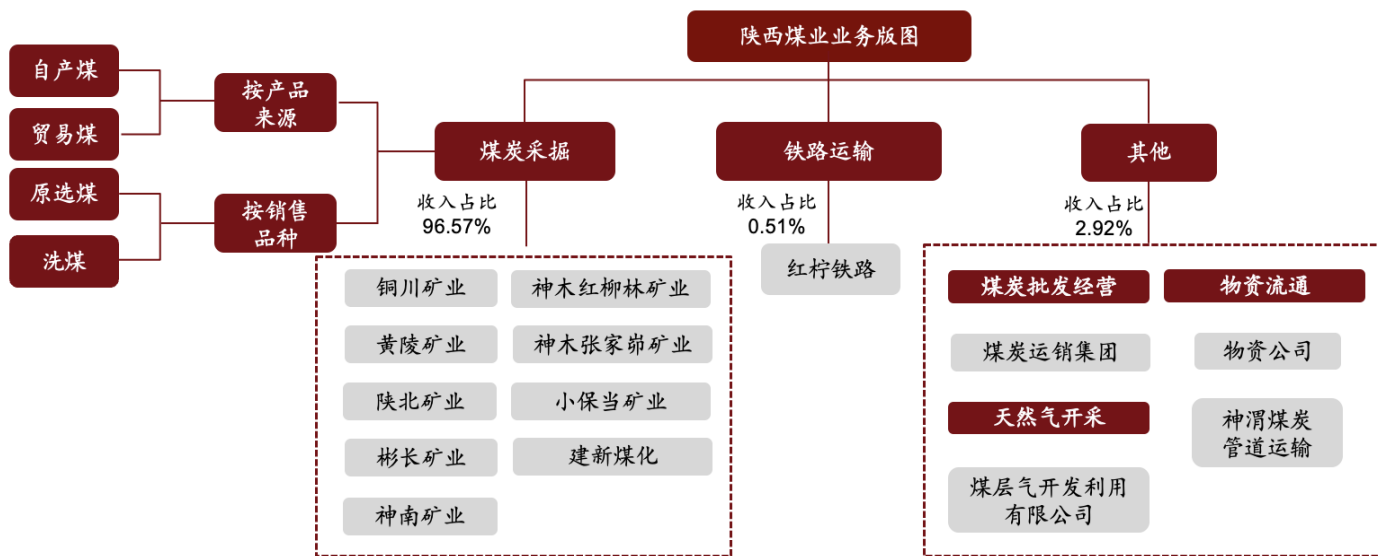 陕西煤业业务版图
自产煤
贸易煤
原选煤
洗煤
按产品
来源
按销售
品种
煤炭采掘
铁路运输
其他
收入占比
96.57%
收入占比
0.51%
收入占比
2.92%
铜川矿业
神木红柳林矿业
黄陵矿业
神木张家峁矿业
陕北矿业
小保当矿业
彬长矿业
建新煤化
神南矿业
红柠铁路
煤炭批发经营
物资流通
煤炭运销集团
物资公司
天然气开采
神渭煤炭
管道运输
煤层气开发利用
有限公司